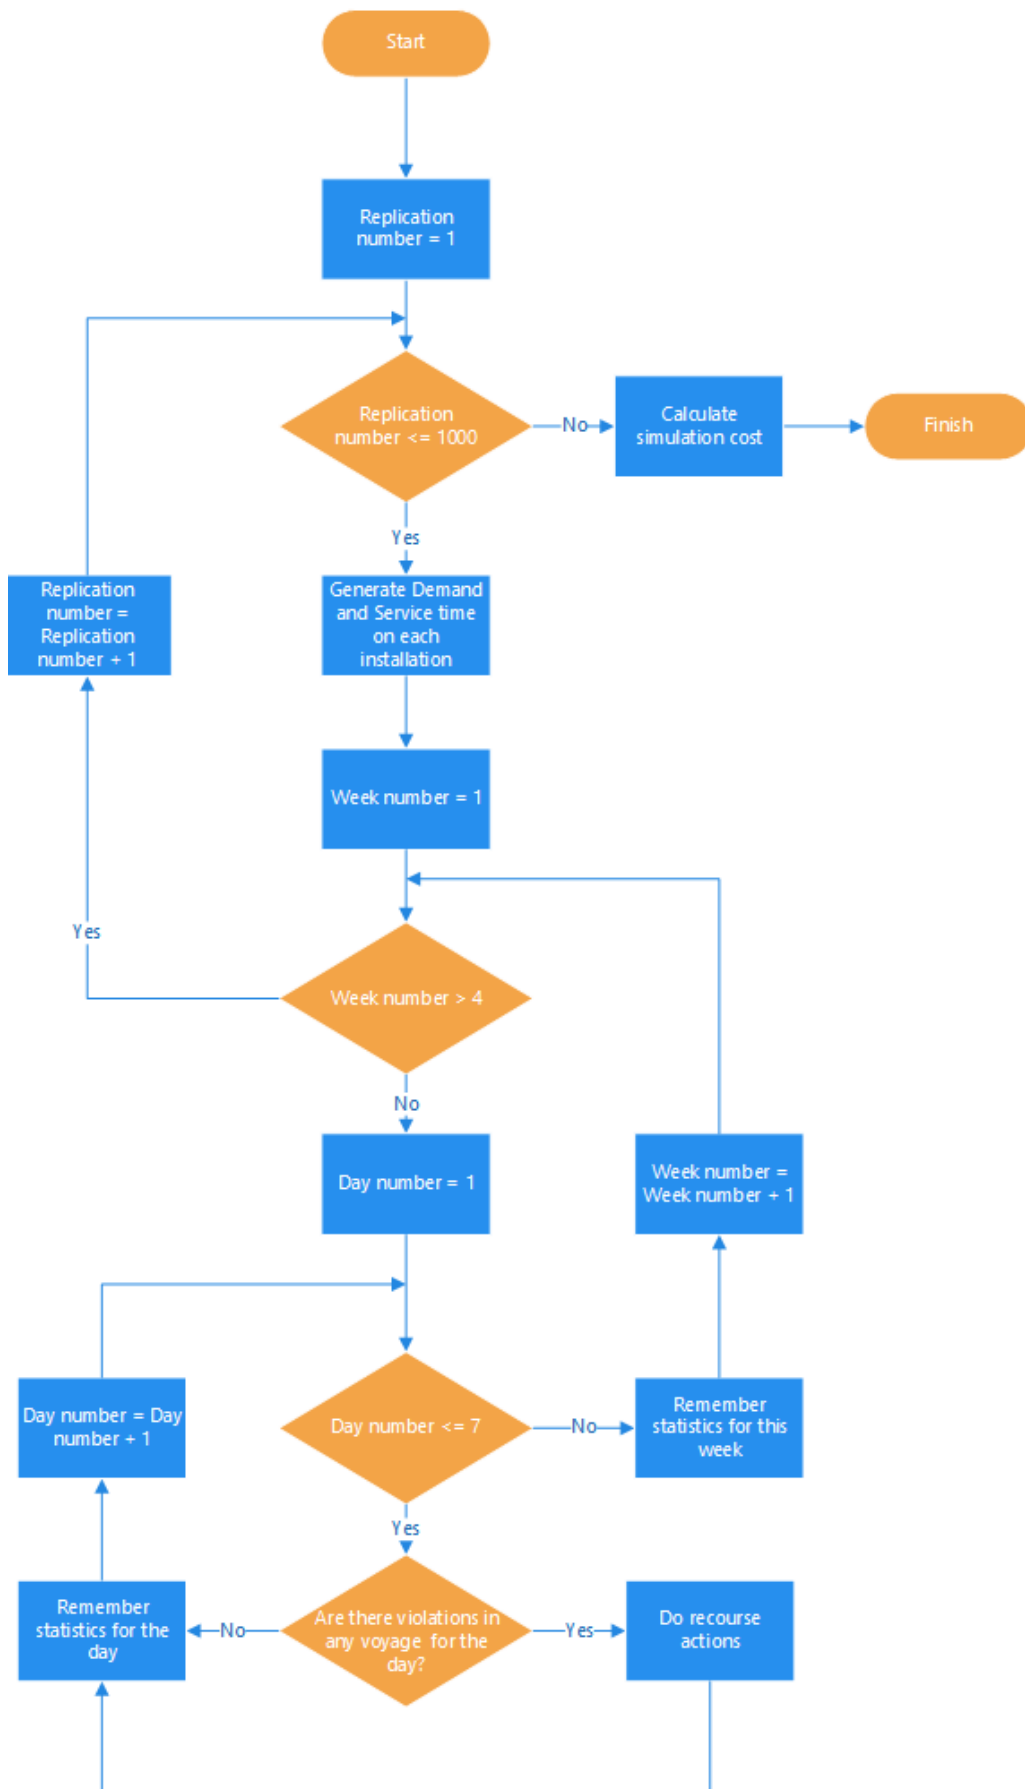 Start
Replication
number = 1
Replication
number <= 1000
No
Calculate
simulation cost
Finish
Yes
Replication
number =
Replication
number + 1
Generate Demand
and Service time
on each
installation
Week number = 1
Yes
Week number > 4
No
Day number = 1
Week number =
Week number + 1
Day number = Day
number + 1
Day number <= 7
No
Remember
statistics for this
week
Yes
Remember
statistics for the
day
No
Are there violations in
any voyage for the
day?
Yes
Do recourse
actions